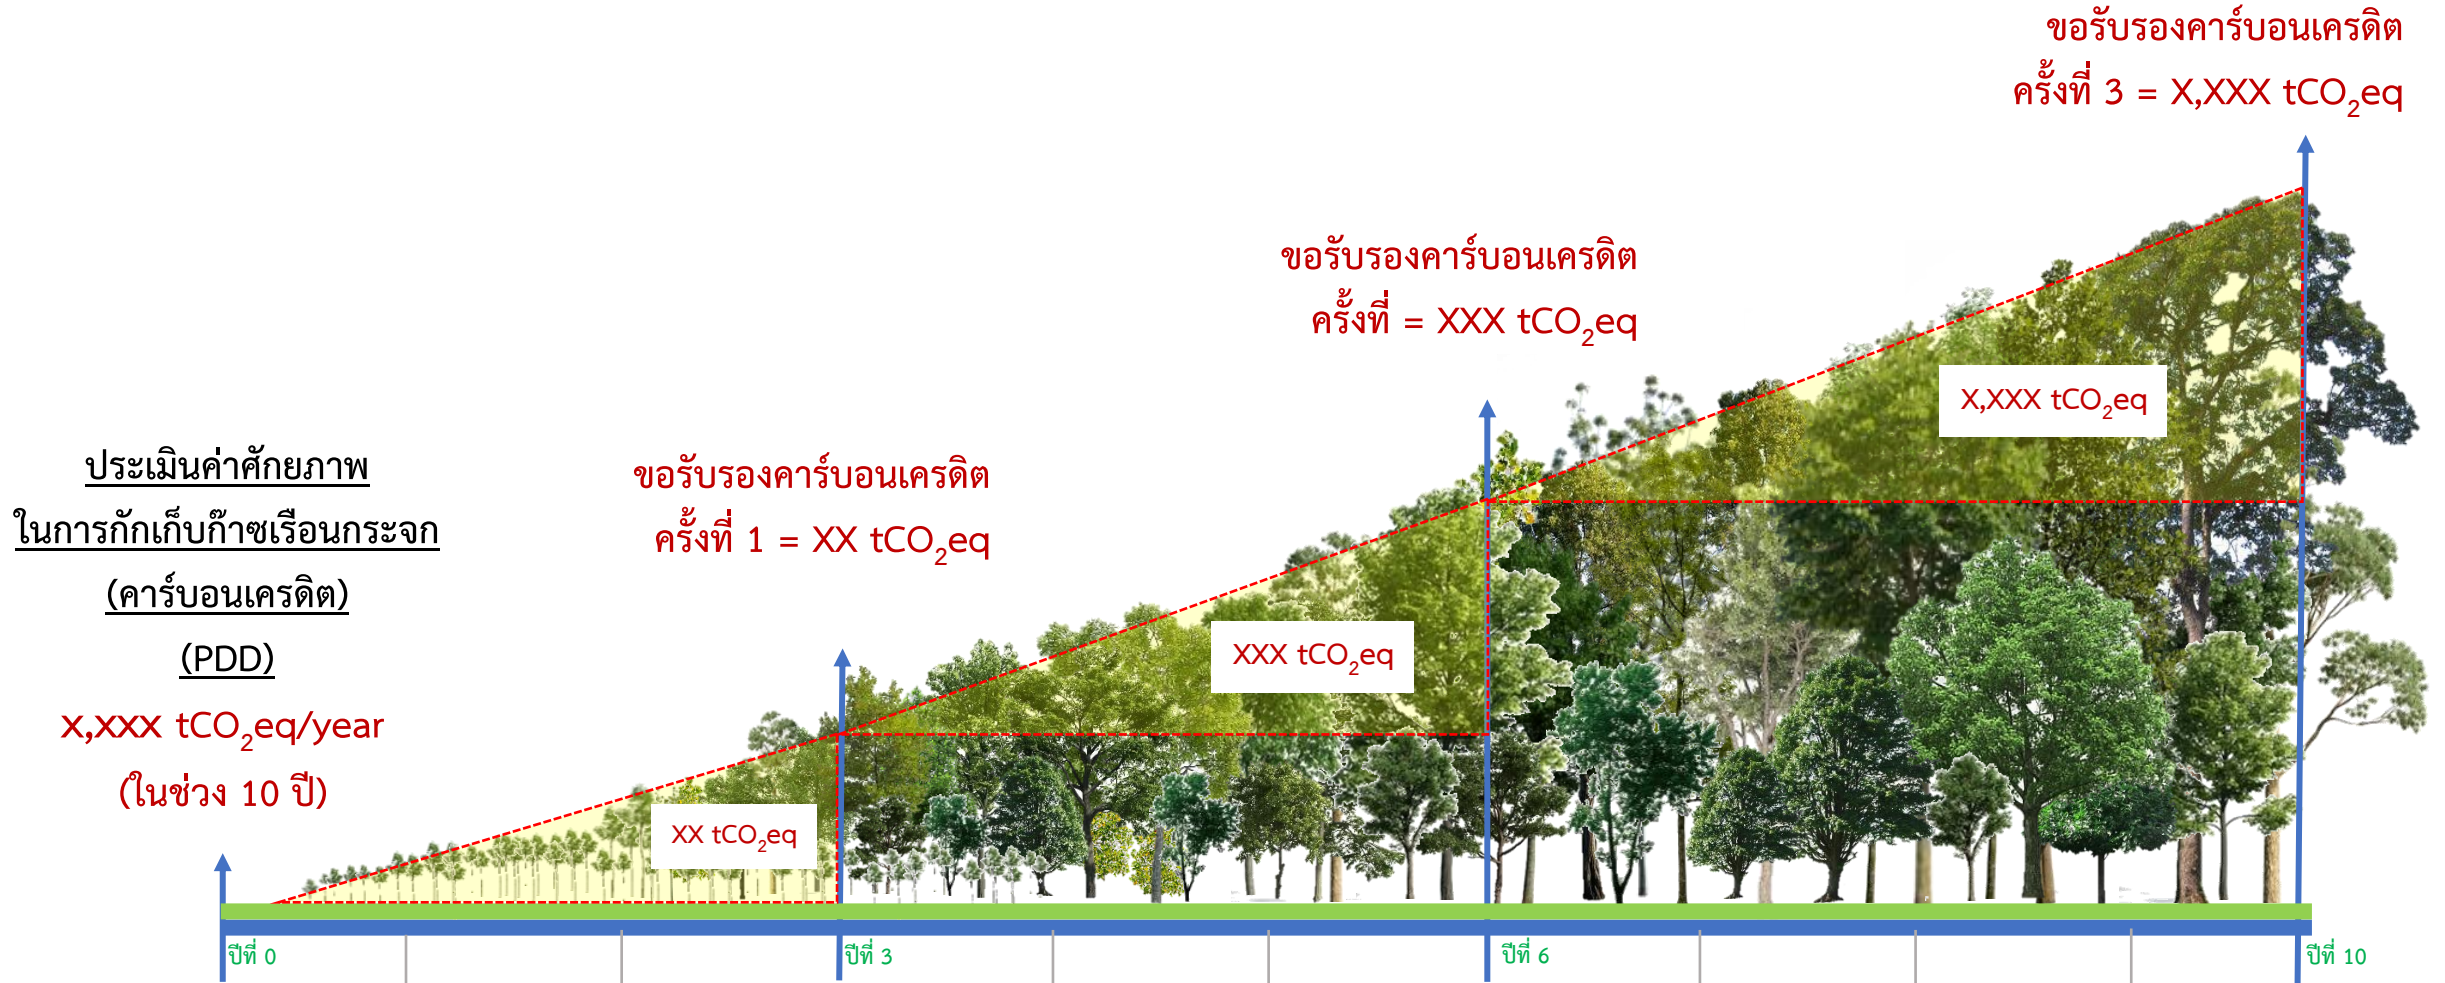 ขอรับรองคาร์บอนเครดิต
ครั้งที่ 3 = X,XXX tCO₂eq
ขอรับรองคาร์บอนเครดิต
ครั้งที่ = XXX tCO₂eq
X,XXX tCO₂eq
ประเมินค่าศักยภาพ
ในการกักเก็บก๊าซเรือนกระจก
(คาร์บอนเครดิต)
(PDD)
X,XXX tCO₂eq/year
(ในช่วง 10 ปี)
ขอรับรองคาร์บอนเครดิต
ครั้งที่ 1 = XX tCO₂eq
XXX tCO₂eq
XX tCO₂eq
ปีที่ 0
ปีที่ 3
ปีที่ 6
ปีที่ 10